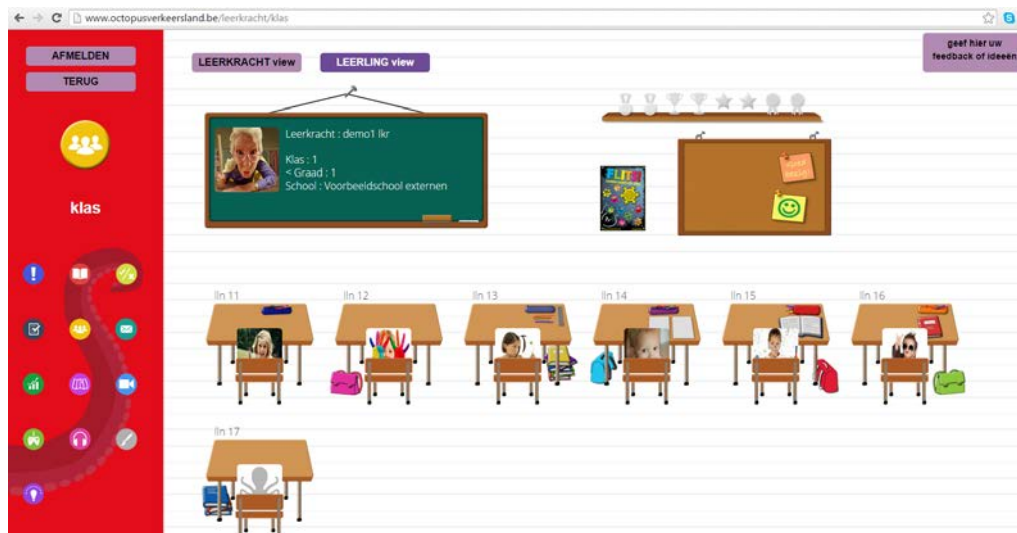 www.octopusverkeersland.be/leerkracht/klas
AFMELDEN
TERUG
klas
LEERKRACHT view
LEERLING view
geef hier uw
feedback of ideeën
Leerkracht : demo1 lkr
Klas : 1
< Graad : 1
School : Voorbeeldschool externen
FLITS
lln 11
lln 12
lln 13
lln 14
lln 15
lln 16
lln 17